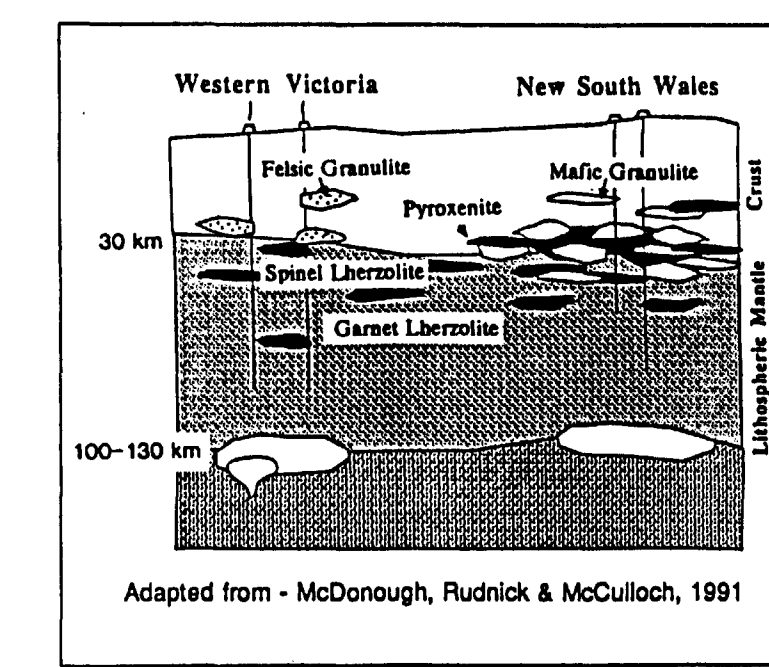 Western Victoria
New South Wales
Felsic Granulite
Mafic Granulite
Pyroxenite
Crust
30 km
Spinel Lherzolite
Garnet Lherzolite
Lithospheric Mantle
100-130 km
Adapted from - McDonough, Rudnick & McCulloch, 1991